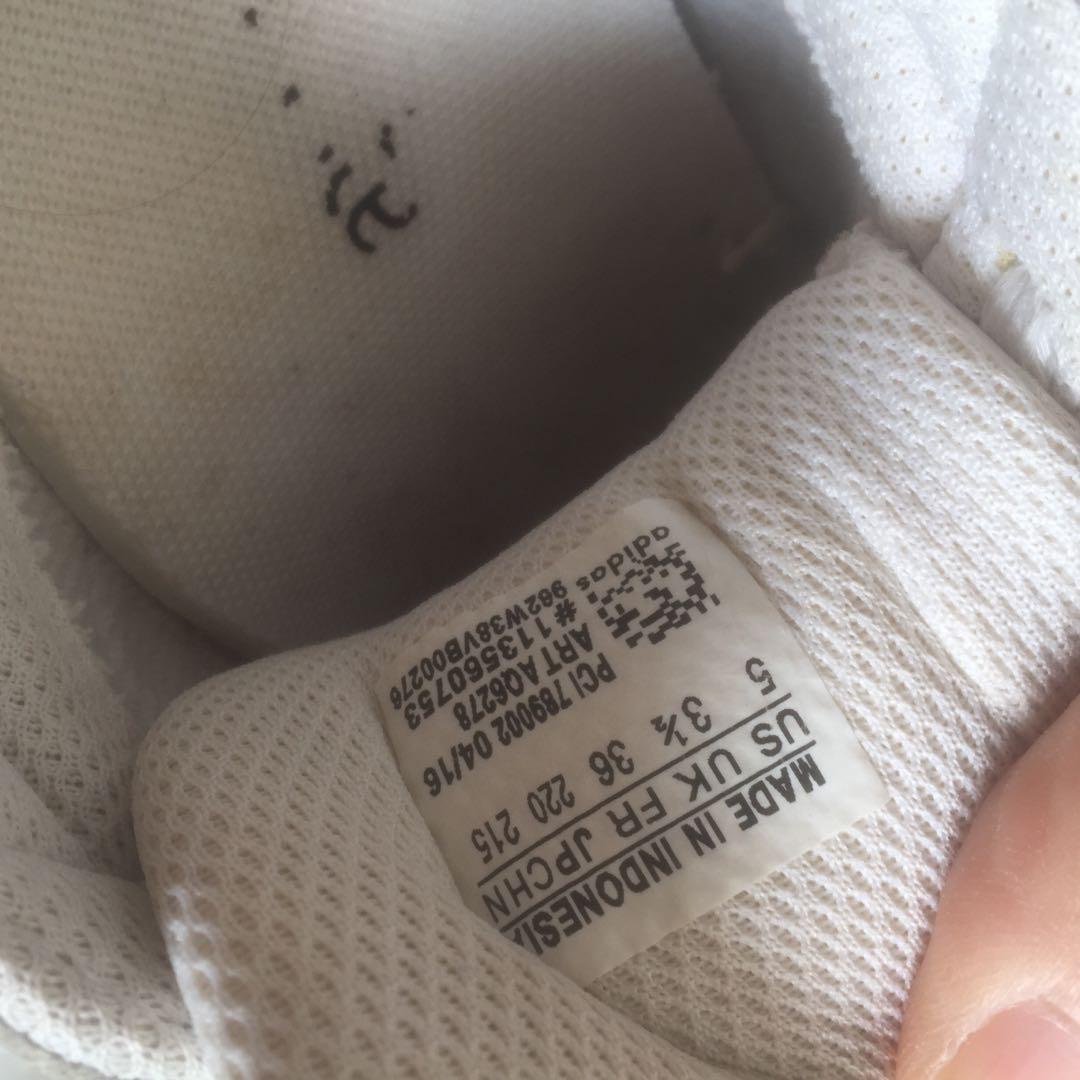 MADE IN INDONESIA
US UK FR JP CHN
5 3½ 36 220 215
PCI 789002 04/16
ART AQ6278
# 113560753
962W38VB00276
adidas